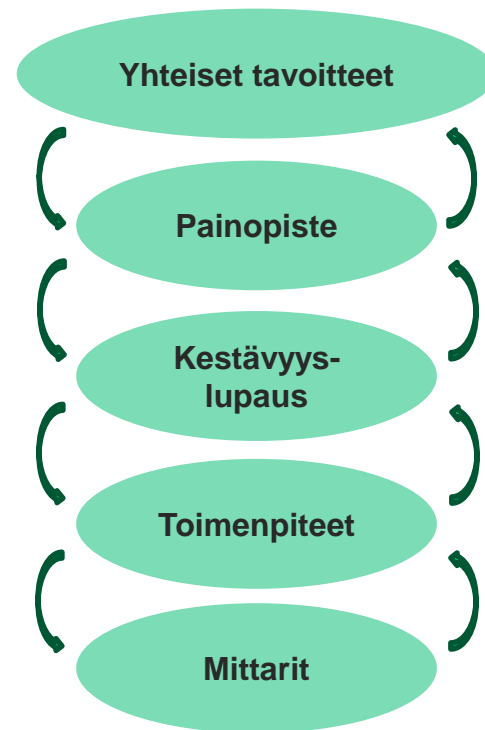 Yhteiset tavoitteet
Painopiste
Kestävyys-
lupaus
Toimenpiteet
Mittarit